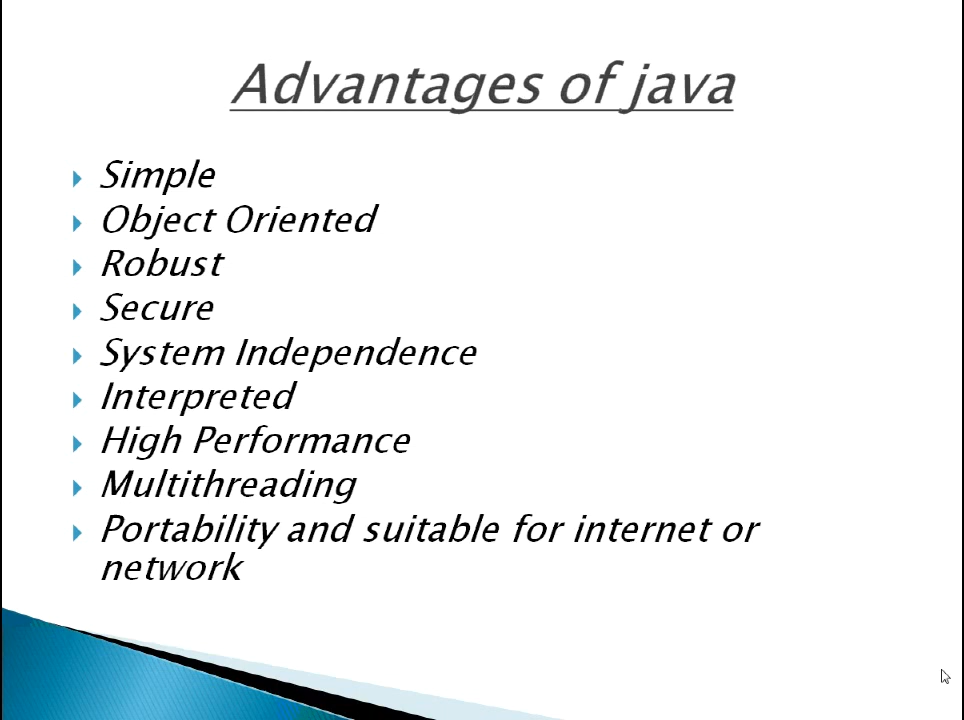 Advantages of java
Simple
Object Oriented
Robust
Secure
System Independence
Interpreted
High Performance
Multithreading
Portability and suitable for internet or
network